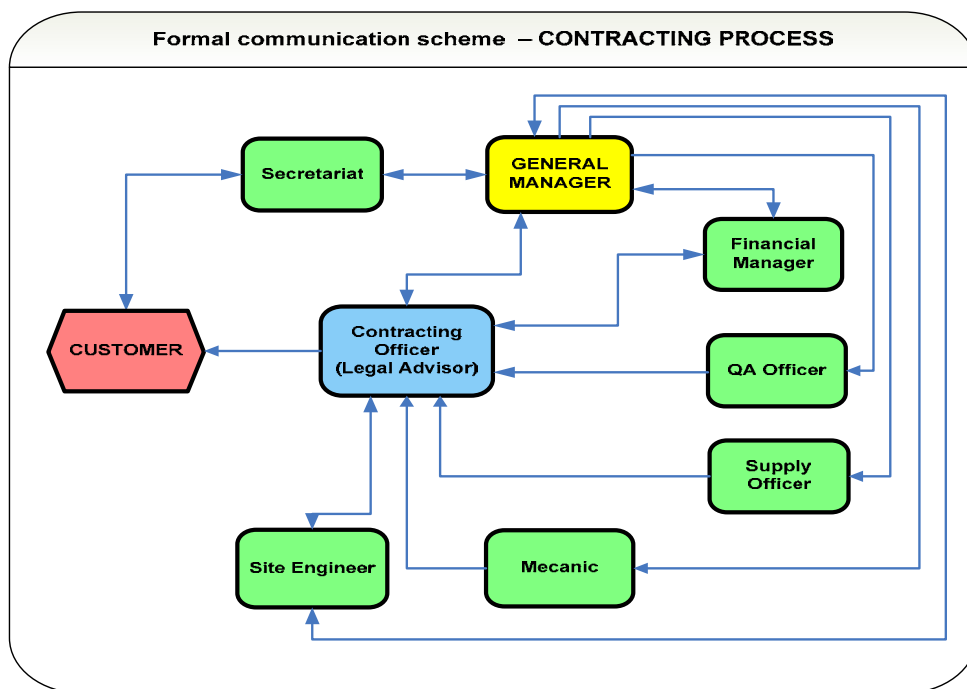 Formal communication scheme – CONTRACTING PROCESS
Secretariat
GENERAL
MANAGER
Financial
Manager
CUSTOMER
Contracting
Officer
(Legal Advisor)
QA Officer
Supply
Officer
Site Engineer
Mecanic